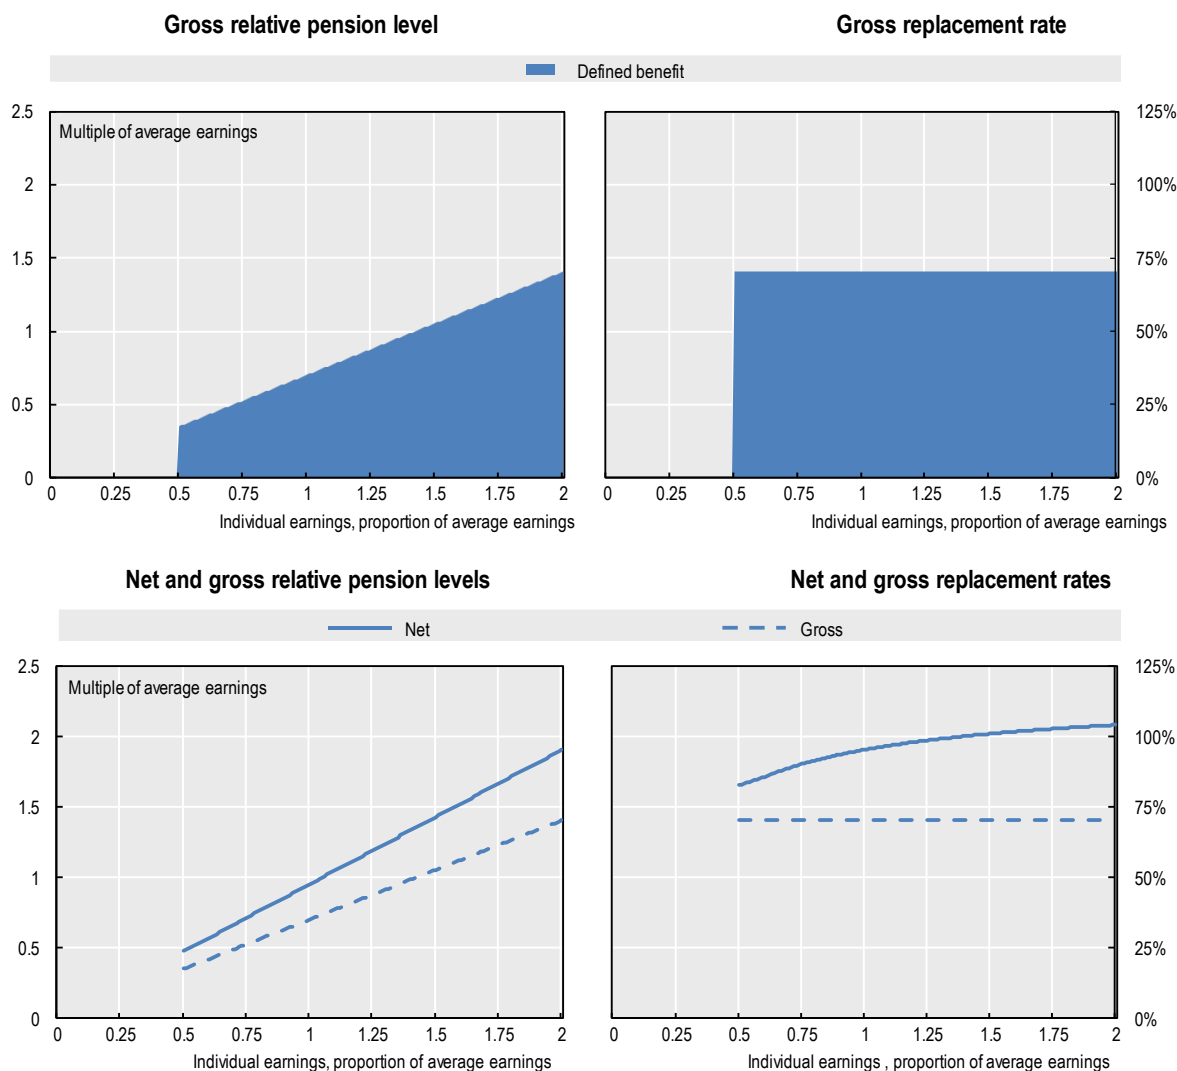 Gross relative pension level
Gross replacement rate
Defined benefit
2.5
2
1.5
1
0.5
0
Multiple of average earnings
0 0.25 0.5 0.75 1 1.25 1.5 1.75 2
Individual earnings, proportion of average earnings
125%
100%
75%
50%
25%
0%
0 0.25 0.5 0.75 1 1.25 1.5 1.75 2
Individual earnings, proportion of average earnings
Net and gross relative pension levels
Net and gross replacement rates
Net
Gross
2.5
2
1.5
1
0.5
0
Multiple of average earnings
0 0.25 0.5 0.75 1 1.25 1.5 1.75 2
Individual earnings, proportion of average earnings
125%
100%
75%
50%
25%
0%
0 0.25 0.5 0.75 1 1.25 1.5 1.75 2
Individual earnings , proportion of average earnings